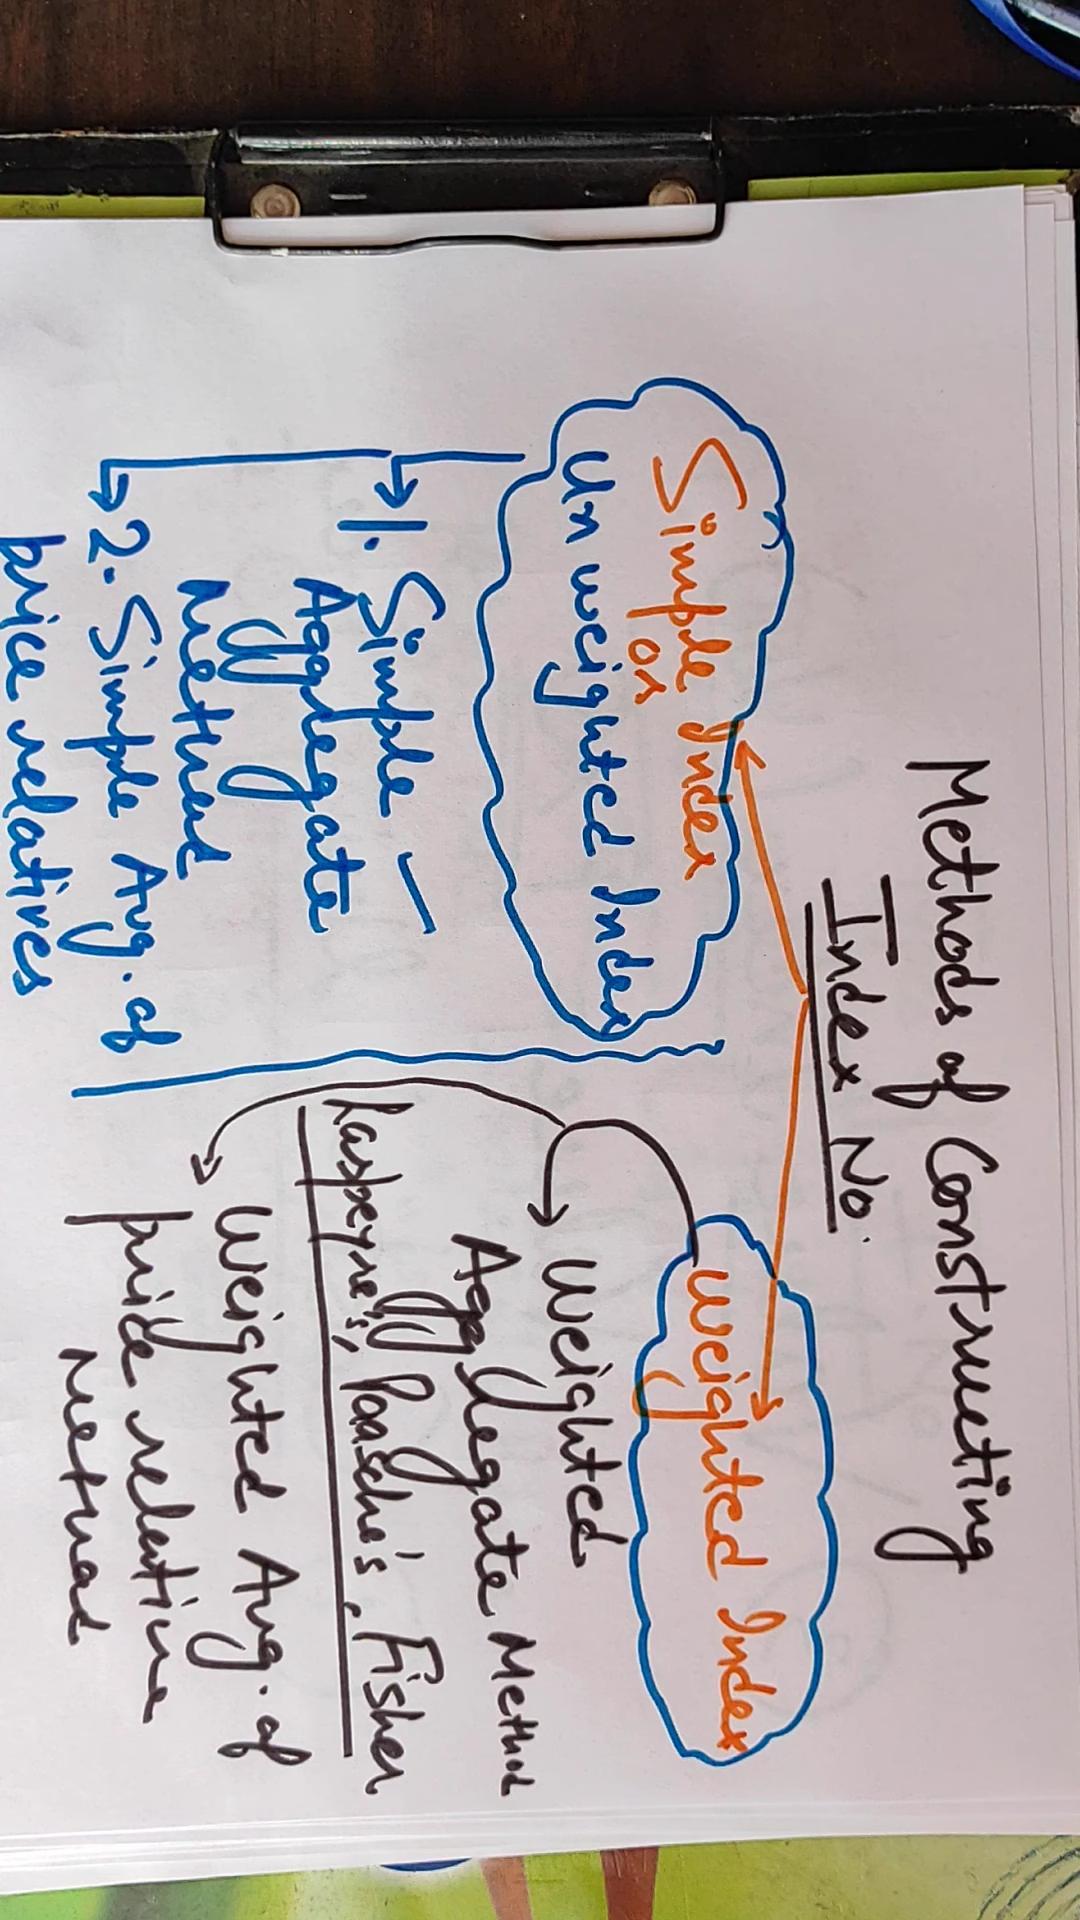 Methods of Constructing
Index No.
Simple Index
or
Unweighted Index
1. Simple –
Aggregate
Method
2. Simple Avg. of
price relatives
Weighted Index
Weighted
Aggregate Method
Laspeyre's, Paasche's, Fisher
Weighted Avg. of
price relative
Method